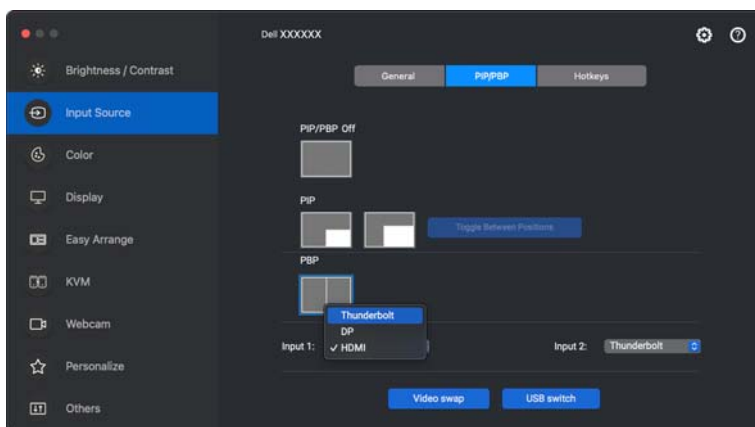 Dell XXXXXX
Brightness / Contrast
Input Source
Color
Display
Easy Arrange
KVM
Webcam
Personalize
Others
General PIP/PBP Hotkeys
PIP/PBP Off
PIP
Toggle Between Positions
PBP
Thunderbolt
DP
✓ HDMI
Input 1:
Input 2: Thunderbolt
Video swap USB switch